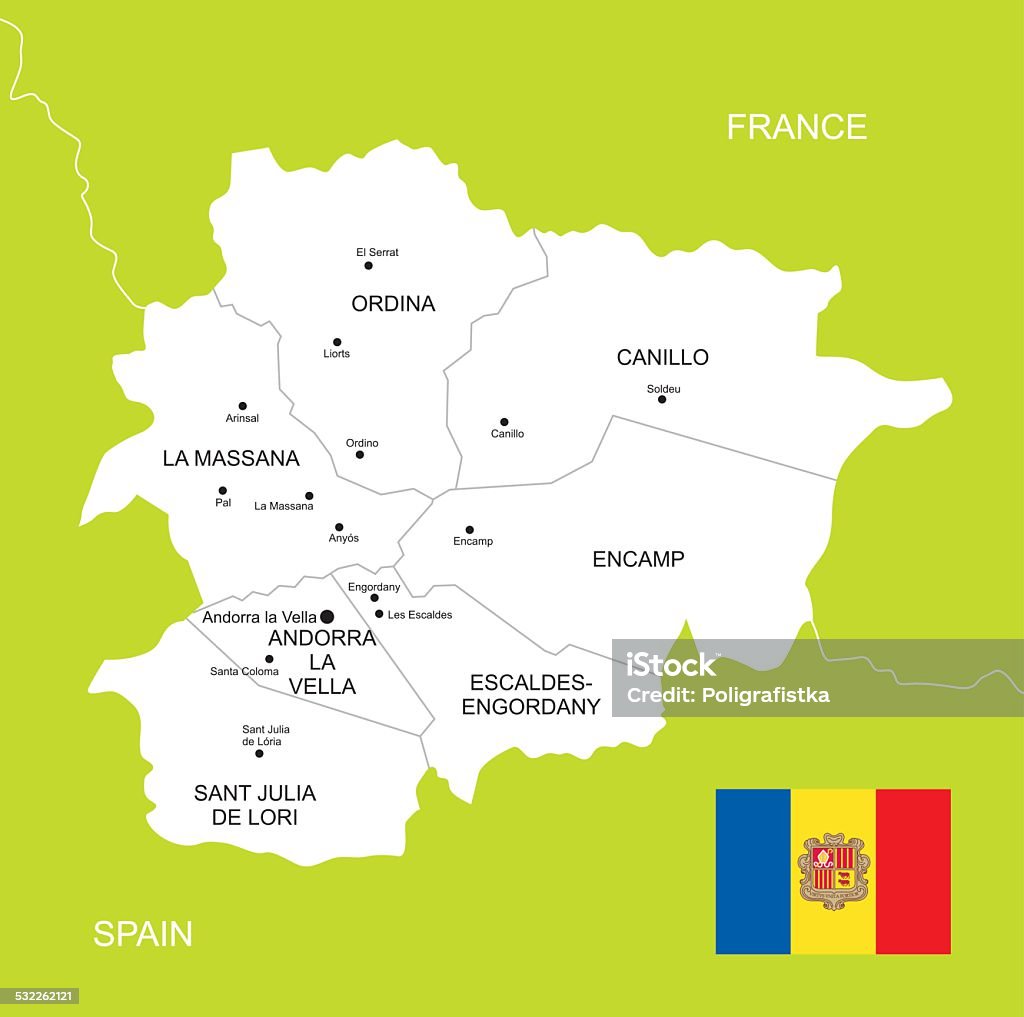 FRANCE
El Serrat
ORDINA
Liorts
CANILLO
Soldeu
Arinsal
Canillo
Ordino
LA MASSANA
Pal
La Massana
Anyós
Encamp
ENCAMP
Engordany
Les Escaldes
Andorra la Vella
ANDORRA
LA
VELLA
Santa Coloma
ESCALDES-
ENGORDANY
iStock™
Credit: Poligrafistka
Sant Julia
de Lória
SANT JULIA
DE LORI
SPAIN
532262121